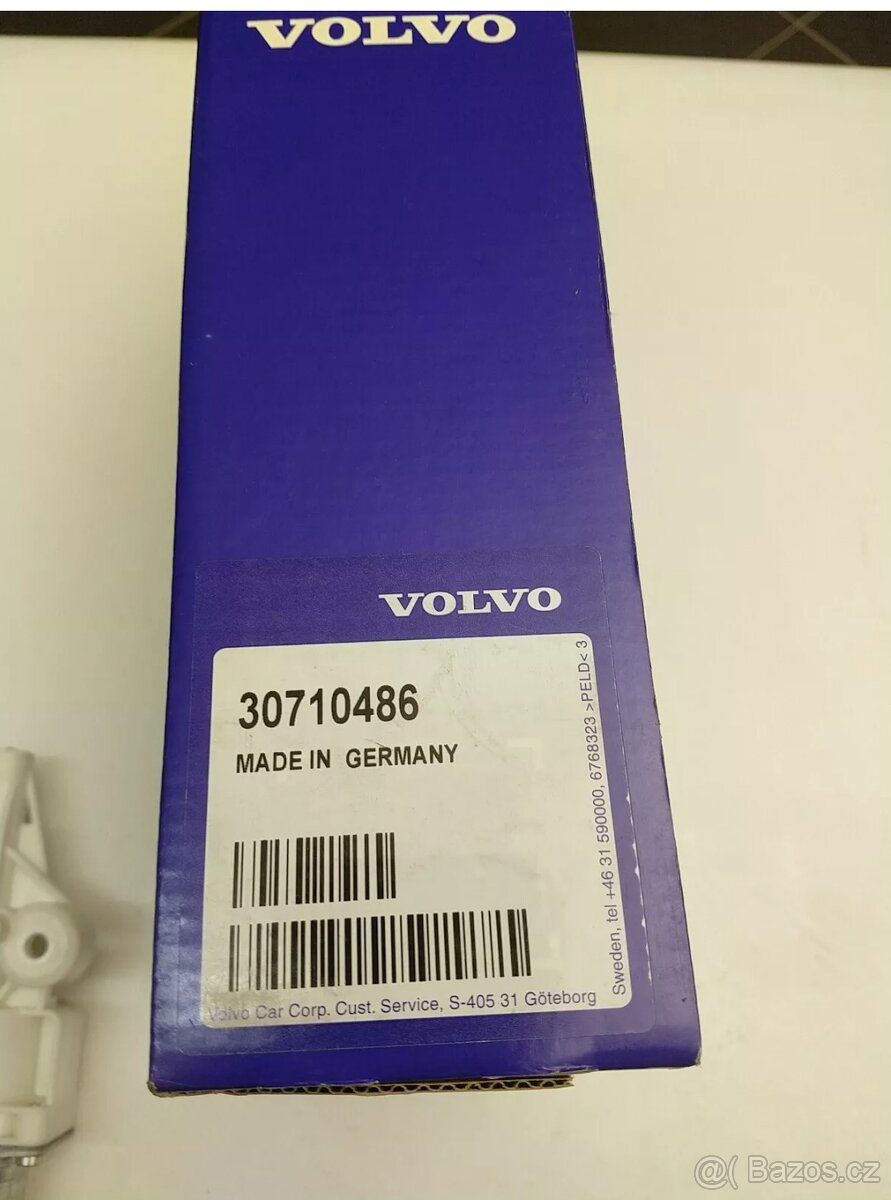 VOLVO
VOLVO
30710486
MADE IN GERMANY
Volvo Car Corp. Cust. Service, S-405 31 Göteborg
Sweden, tel +46 31 590000, 6768323 >PELD< 3
@( Bazos.cz